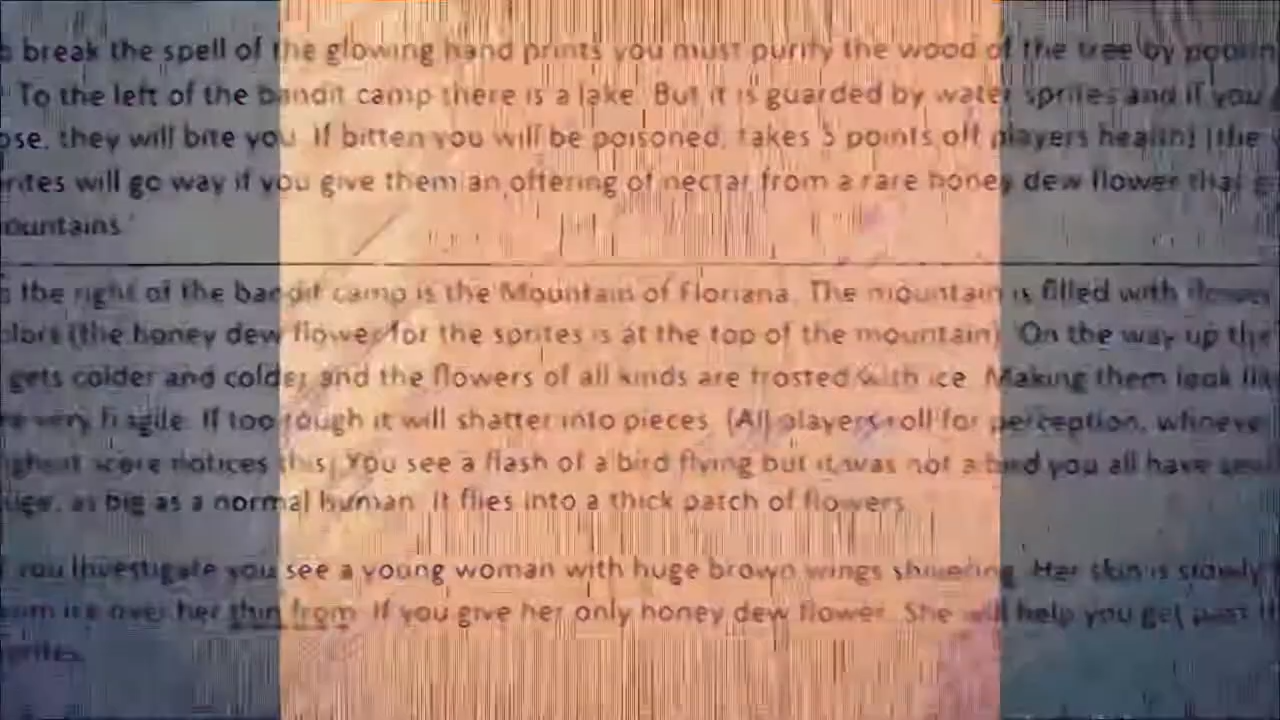 break the spell of the glowing hand prints you must purify the wood of the tree by
To the left of the bandit camp there is a lake. But it is guarded by water sprites and if you
they will bite you. If bitten you will be poisoned, takes 5 points off players health) (the
will go way if you give them an offering of nectar from a rare honey dew flower that

the right of the bandit camp is the Mountain of Floriana. The mountain is filled with
(the honey dew flower for the sprites is at the top of the mountain). On the way up the
gets colder and colder and the flowers of all kinds are frosted with ice. Making them look
very fragile. If too rough it will shatter into pieces. (All players roll for perception, whineve
score notices this) You see a flash of a bird flying but it was not a bird you all have
as big as a normal human. It flies into a thick patch of flowers.
you investigate you see a young woman with huge brown wings shivering. Her skin is slowly
ice over her thin from. If you give her only honey dew flower. She will help you get past